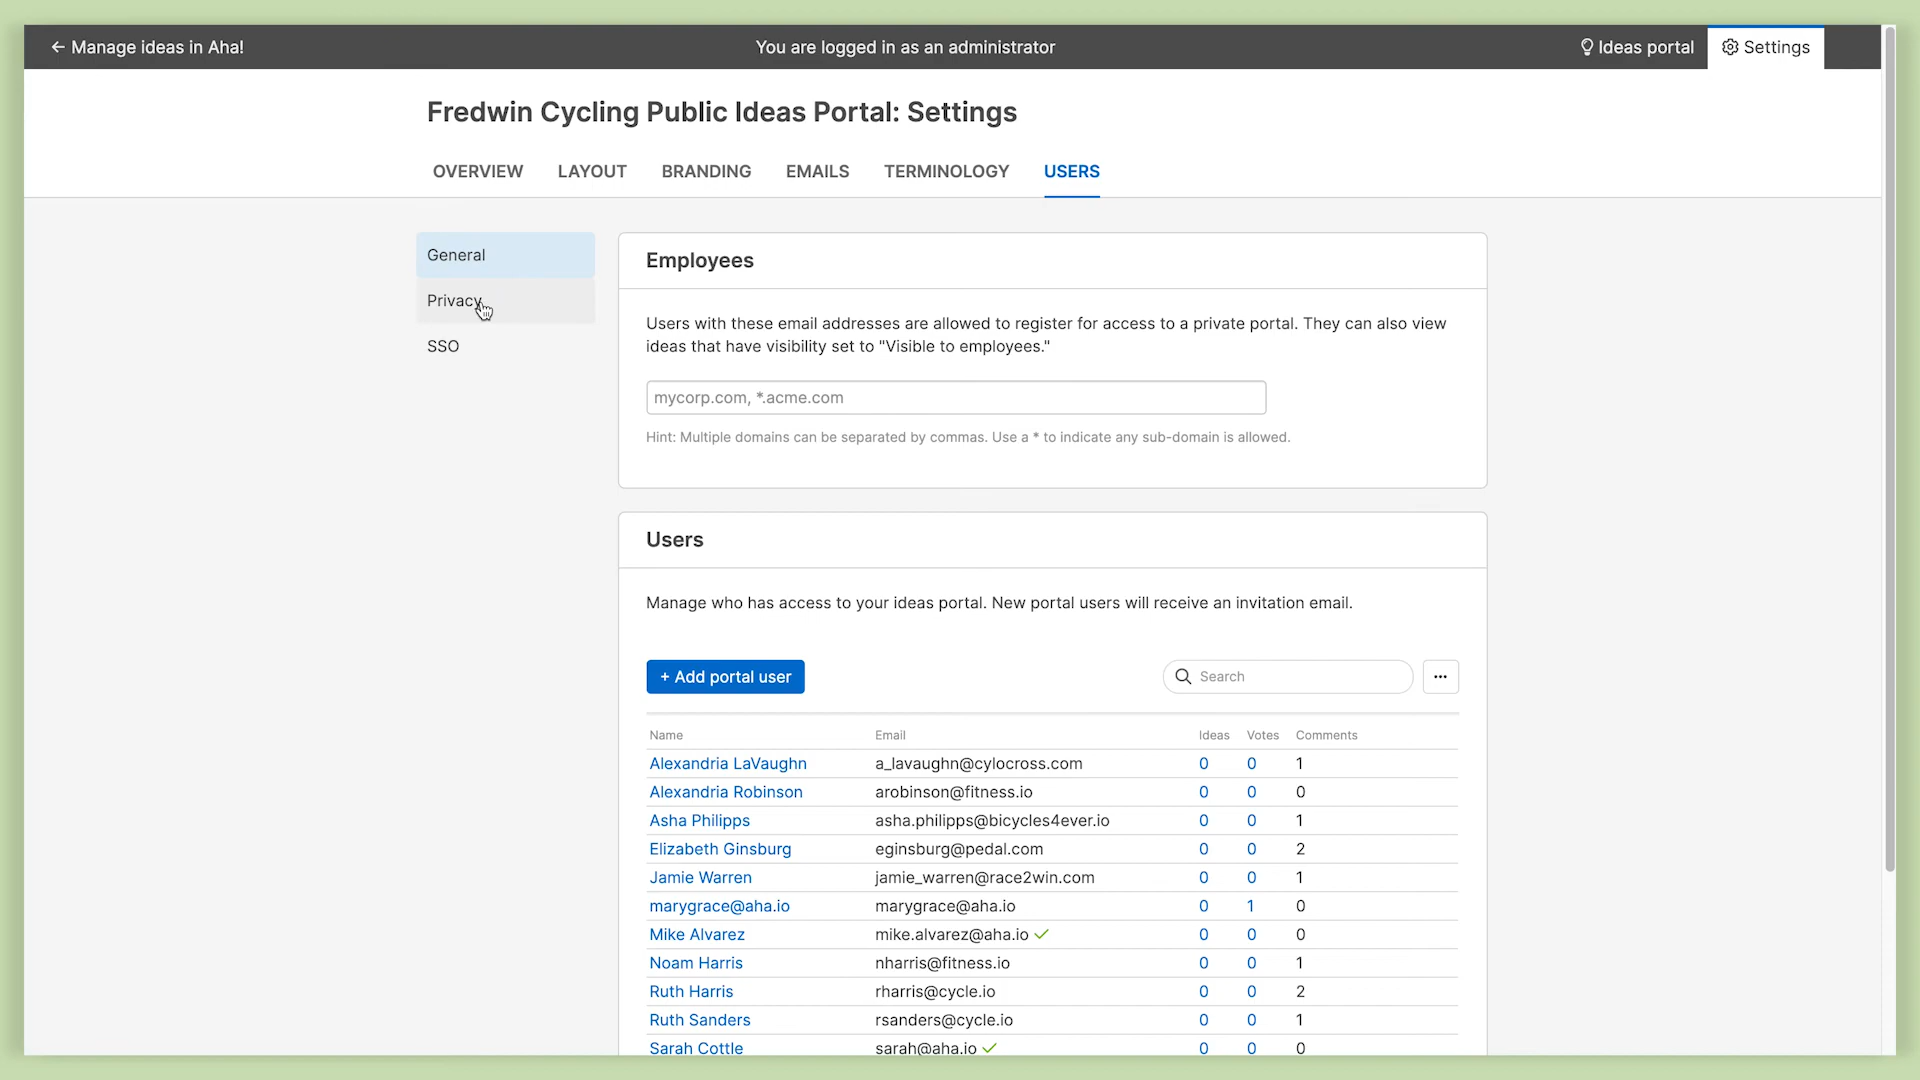 ← Manage ideas in Aha!
You are logged in as an administrator
Ideas portal
Settings
Fredwin Cycling Public Ideas Portal: Settings
OVERVIEW LAYOUT BRANDING EMAILS TERMINOLOGY USERS
General
Privacy
SSO
Employees
Users with these email addresses are allowed to register for access to a private portal. They can also view
ideas that have visibility set to "Visible to employees."
mycorp.com, *.acme.com
Hint: Multiple domains can be separated by commas. Use a * to indicate any sub-domain is allowed.
Users
Manage who has access to your ideas portal. New portal users will receive an invitation email.
+ Add portal user
Search
Name Email Ideas Votes Comments
Alexandria LaVaughn a_lavaughn@cylocross.com 0 0 1
Alexandria Robinson arobinson@fitness.io 0 0 0
Asha Philipps asha.philipps@bicycles4ever.io 0 0 1
Elizabeth Ginsburg eginsburg@pedal.com 0 0 2
Jamie Warren jamie_warren@race2win.com 0 0 1
marygrace@aha.io marygrace@aha.io 0 1 0
Mike Alvarez mike.alvarez@aha.io 0 0 0
Noam Harris nharris@fitness.io 0 0 1
Ruth Harris rharris@cycle.io 0 0 2
Ruth Sanders rsanders@cycle.io 0 0 1
Sarah Cottle sarah@aha.io 0 0 0